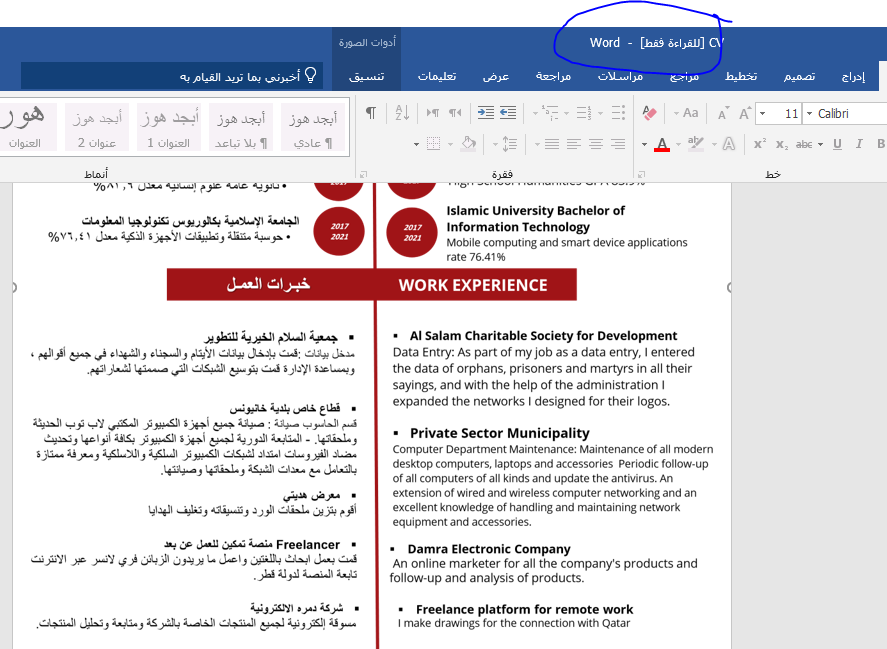 CV [للقراءة فقط] - Word
أدوات الصورة
إدراج
تصميم
تخطيط
مراجع
مراسلات
مراجعة
عرض
تعليمات
تنسيق
أخبرني بما تريد القيام به
Calibri
11
أبجد هوز
¶ عادي
أبجد هوز
¶ بلا تباعد
أبجد هوز
العنوان 1
أبجد هوز
عنوان 2
هوز
العنوان
خط
فقرة
أنماط
High School Humanities GPA 83.9%
• ثانوية عامة علوم إنسانية معدل ٨١,٦%
2017
2017
Islamic University Bachelor of
Information Technology
Mobile computing and smart device applications
rate 76.41%
2017
2021
2017
2021
الجامعة الإسلامية بكالوريوس تكنولوجيا المعلومات
• حوسبة متنقلة وتطبيقات الأجهزة الذكية معدل ٧٦,٤١%
WORK EXPERIENCE
خبرات العمل
▪ Al Salam Charitable Society for Development
Data Entry: As part of my job as a data entry, I entered
the data of orphans, prisoners and martyrs in all their
sayings, and with the help of the administration I
expanded the networks I designed for their logos.
▪ Private Sector Municipality
Computer Department Maintenance: Maintenance of all modern
desktop computers, laptops and accessories Periodic follow-up
of all computers of all kinds and update the antivirus. An
extension of wired and wireless computer networking and an
excellent knowledge of handling and maintaining network
equipment and accessories.
▪ Damra Electronic Company
An online marketer for all the company's products and
follow-up and analysis of products.
▪ Freelance platform for remote work
I make drawings for the connection with Qatar
▪ جمعية السلام الخيرية للتطوير
مدخل بيانات :قمت بإدخال بيانات الأيتام والسجناء والشهداء في جميع أقوالهم ،
وبمساعدة الإدارة قمت بتوسيع الشبكات التي صممتها لشعاراتهم.
▪ قطاع خاص بلدية خانيونس
قسم الحاسوب صيانة : صيانة جميع أجهزة الكمبيوتر المكتبي لاب توب الحديثة
وملحقاتها. - المتابعة الدورية لجميع أجهزة الكمبيوتر بكافة أنواعها وتحديث
مضاد الفيروسات امتداد لشبكات الكمبيوتر السلكية واللاسلكية ومعرفة ممتازة
بالتعامل مع معدات الشبكة وملحقاتها وصيانتها.
▪ معرض هديتي
أقوم بتزين ملحقات الورد وتنسيقاته وتغليف الهدايا
▪ Freelancer منصة تمكين للعمل عن بعد
قمت بعمل ابحاث باللغتين واعمل ما يريدون الزبائن فري لانسر عبر الانترنت
تابعة المنصة لدولة قطر.
▪ شركة دمره الالكترونية
مسوقة إلكترونية لجميع المنتجات الخاصة بالشركة ومتابعة وتحليل المنتجات.